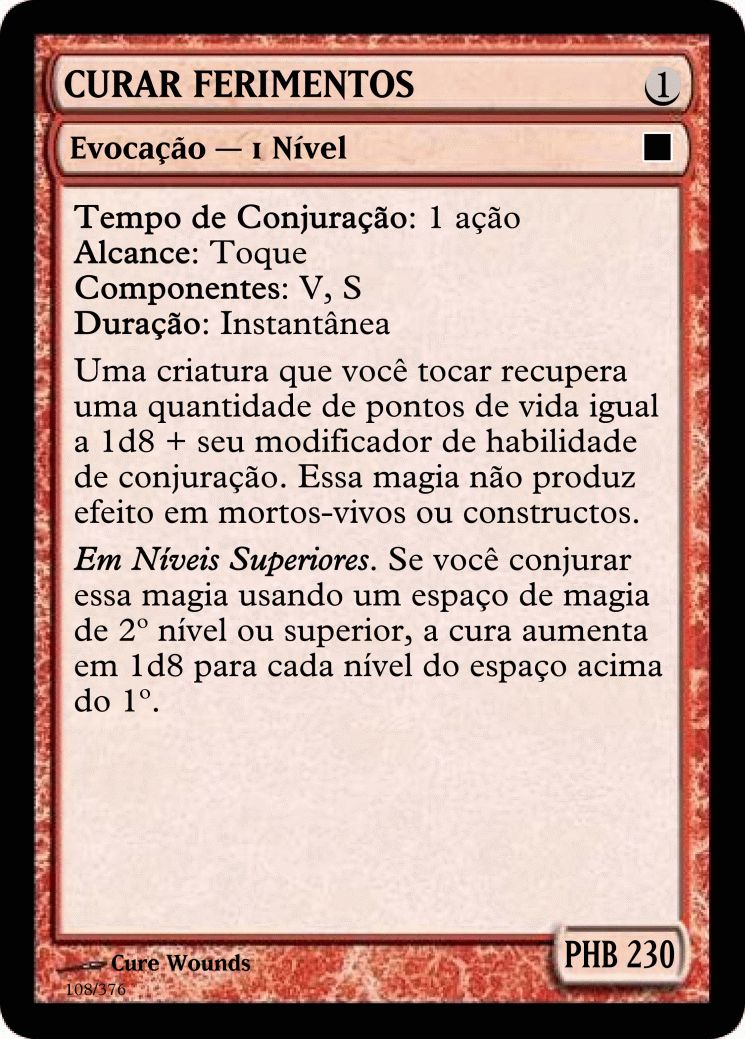 CURAR FERIMENTOS
1
Evocação — 1 Nível
Tempo de Conjuração: 1 ação
Alcance: Toque
Componentes: V, S
Duração: Instantânea
Uma criatura que você tocar recupera
uma quantidade de pontos de vida igual
a 1d8 + seu modificador de habilidade
de conjuração. Essa magia não produz
efeito em mortos-vivos ou constructos.
Em Níveis Superiores. Se você conjurar
essa magia usando um espaço de magia
de 2º nível ou superior, a cura aumenta
em 1d8 para cada nível do espaço acima
do 1º.
PHB 230
Cure Wounds
108/376